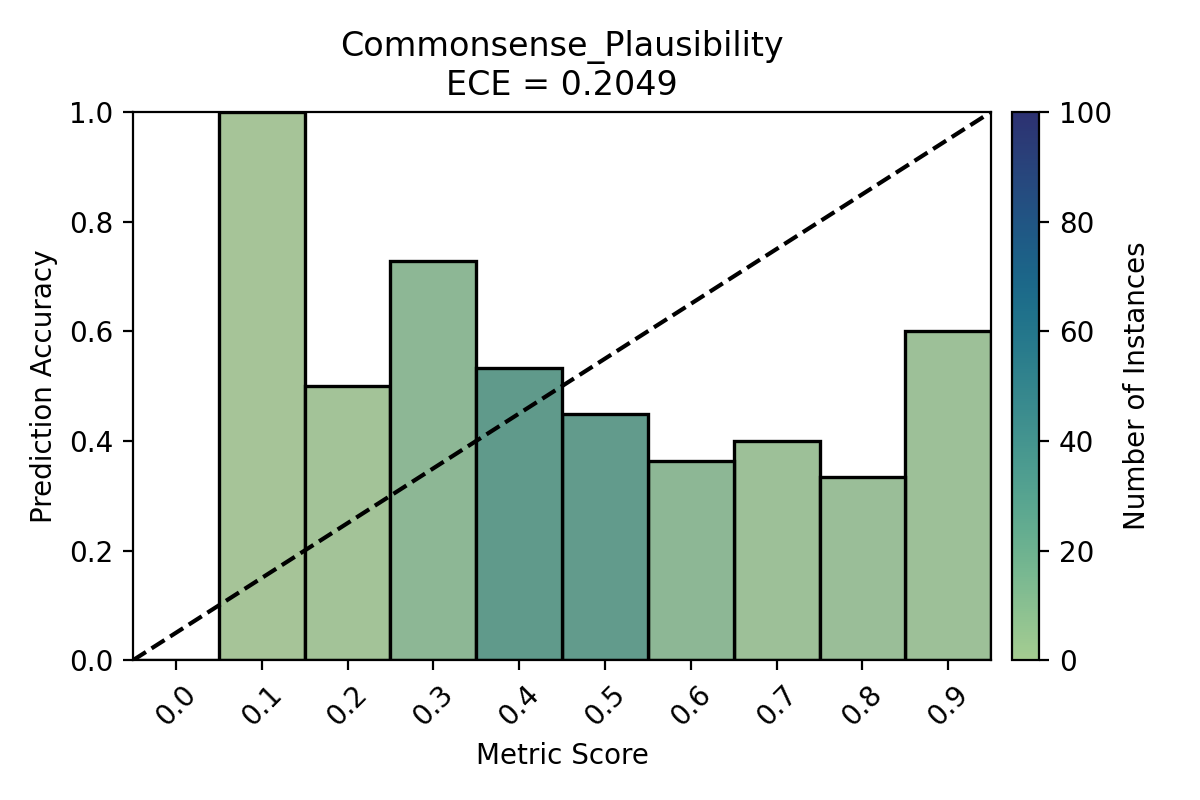 Commonsense_Plausibility
ECE = 0.2049
Prediction Accuracy
1.0
0.8
0.6
0.4
0.2
0.0
0.0 0.1 0.2 0.3 0.4 0.5 0.6 0.7 0.8 0.9
Metric Score
100
80
60
40
20
0
Number of Instances